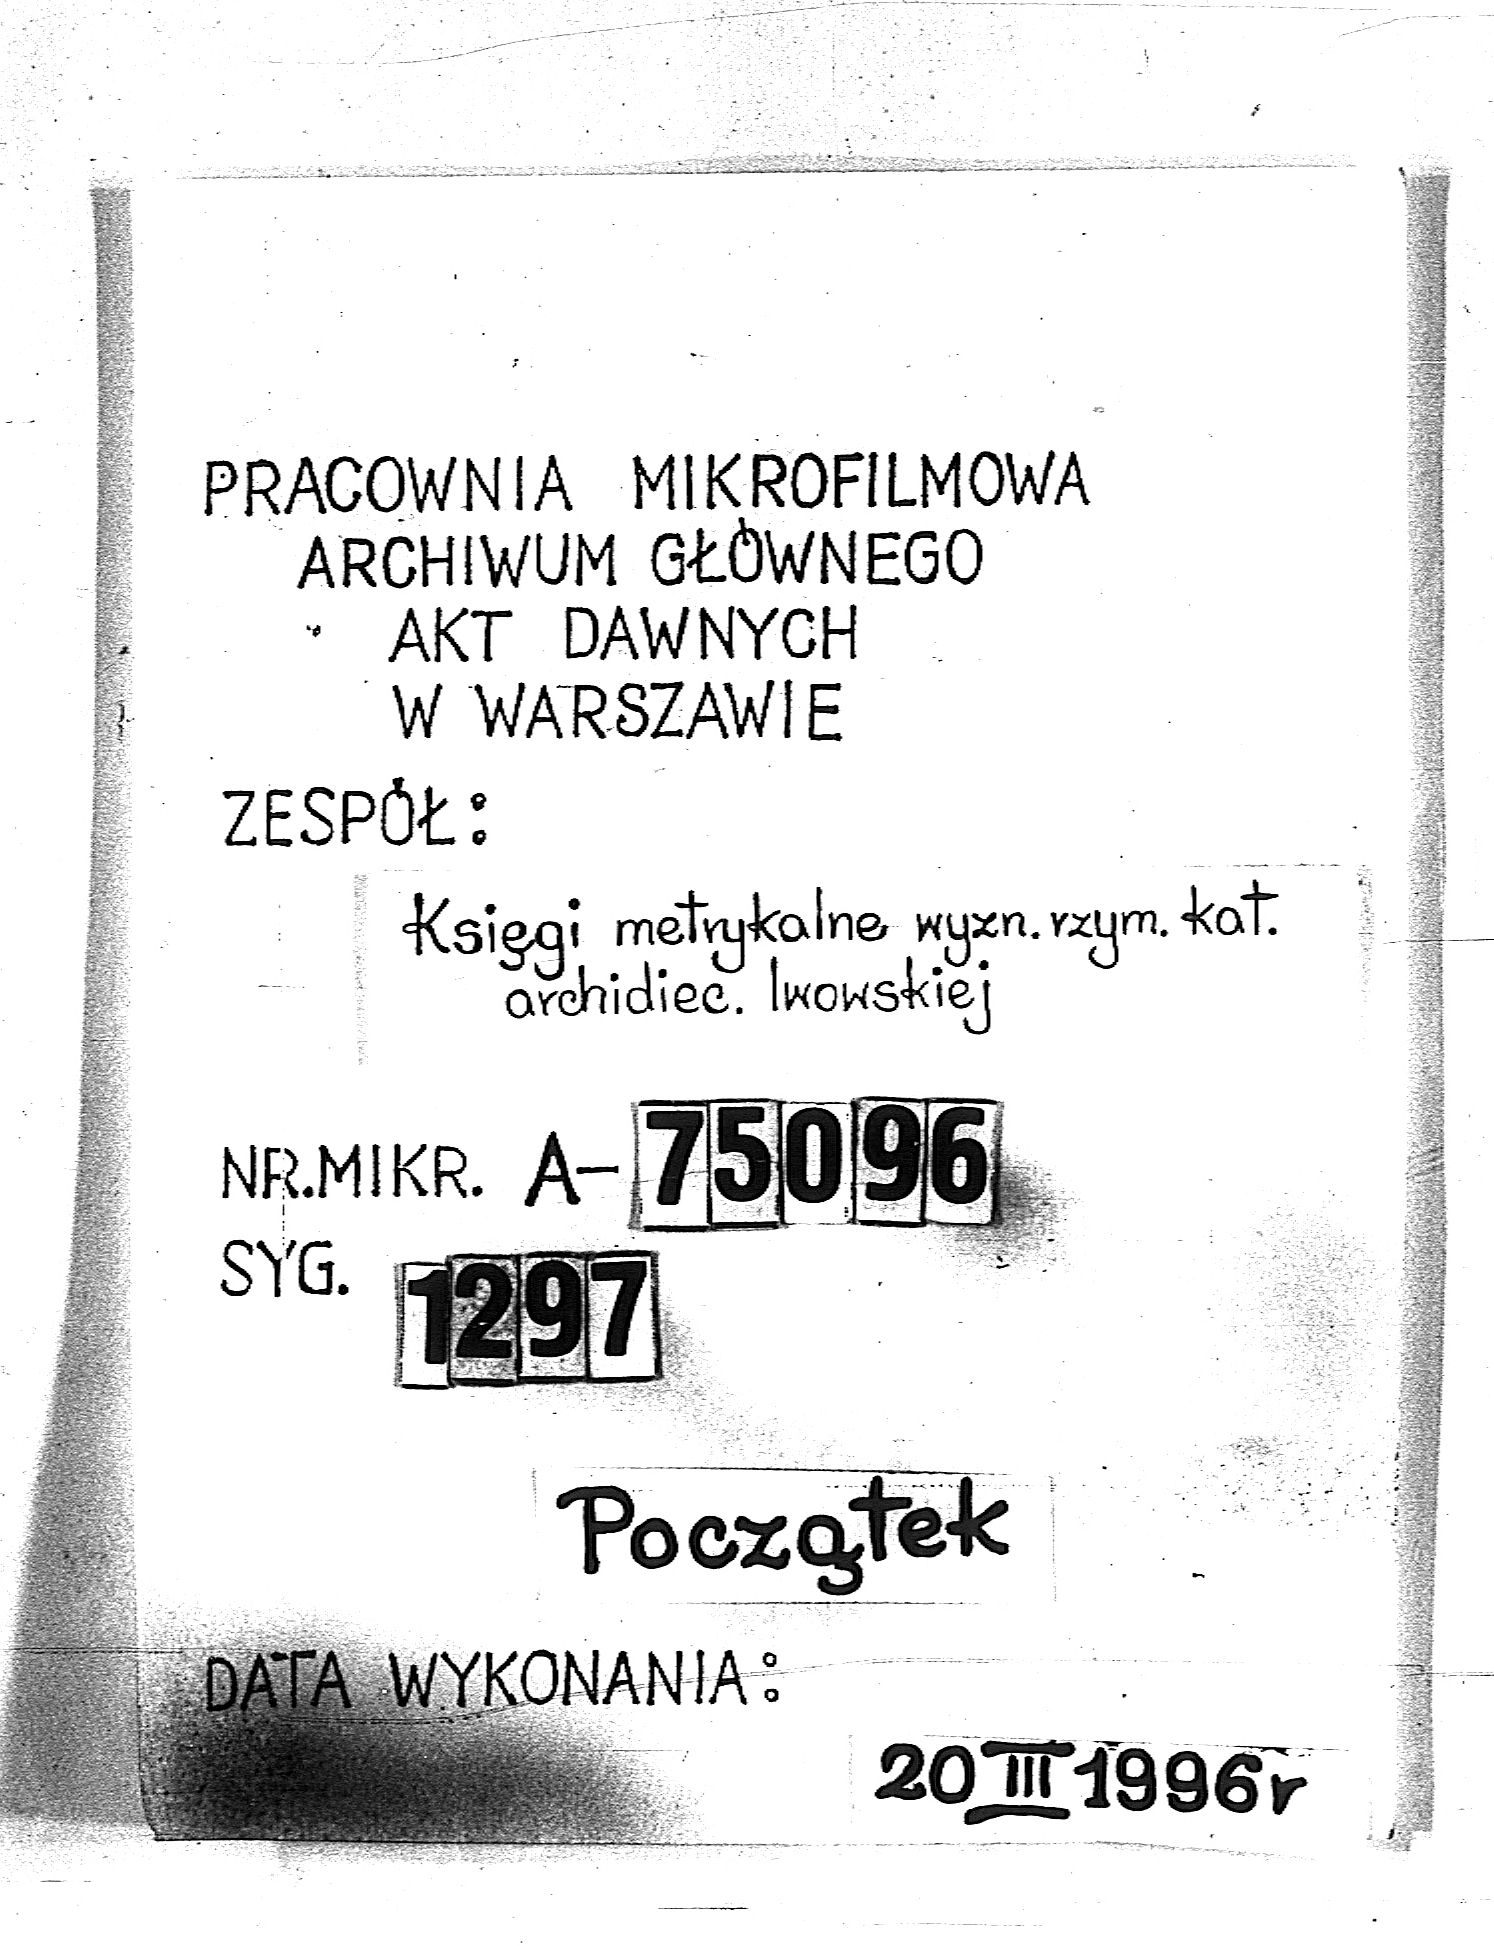 PRACOWNIA MIKROFILMOWA
ARCHIWUM GŁÓWNEGO
AKT DAWNYCH
W WARSZAWIE
ZESPÓŁ:
Księgi metrykalne wyzn. rzym. kat.
archidiec. lwowskiej
NR. MIKR. A-75096
SYG. 1297
Początek
DATA WYKONANIA:
20 III 1996r